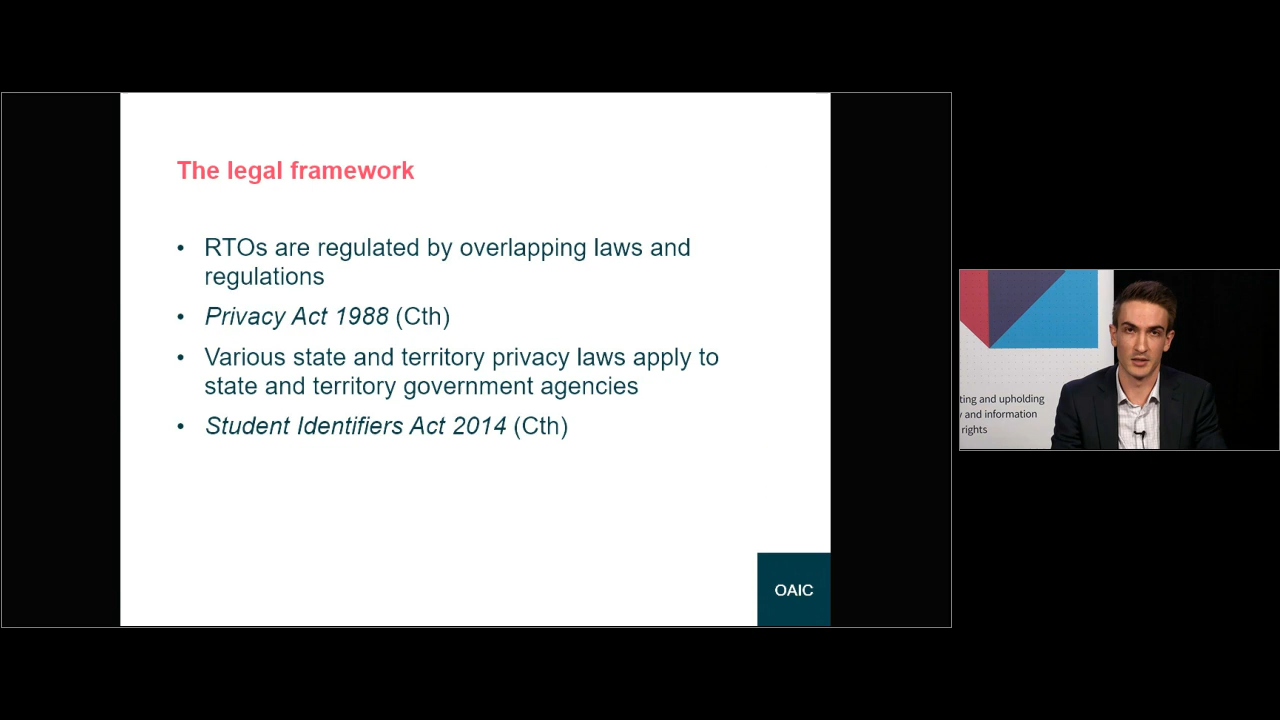 The legal framework
• RTOs are regulated by overlapping laws and
regulations
• Privacy Act 1988 (Cth)
• Various state and territory privacy laws apply to
state and territory government agencies
• Student Identifiers Act 2014 (Cth)
OAIC
ting and upholding
and information
rights